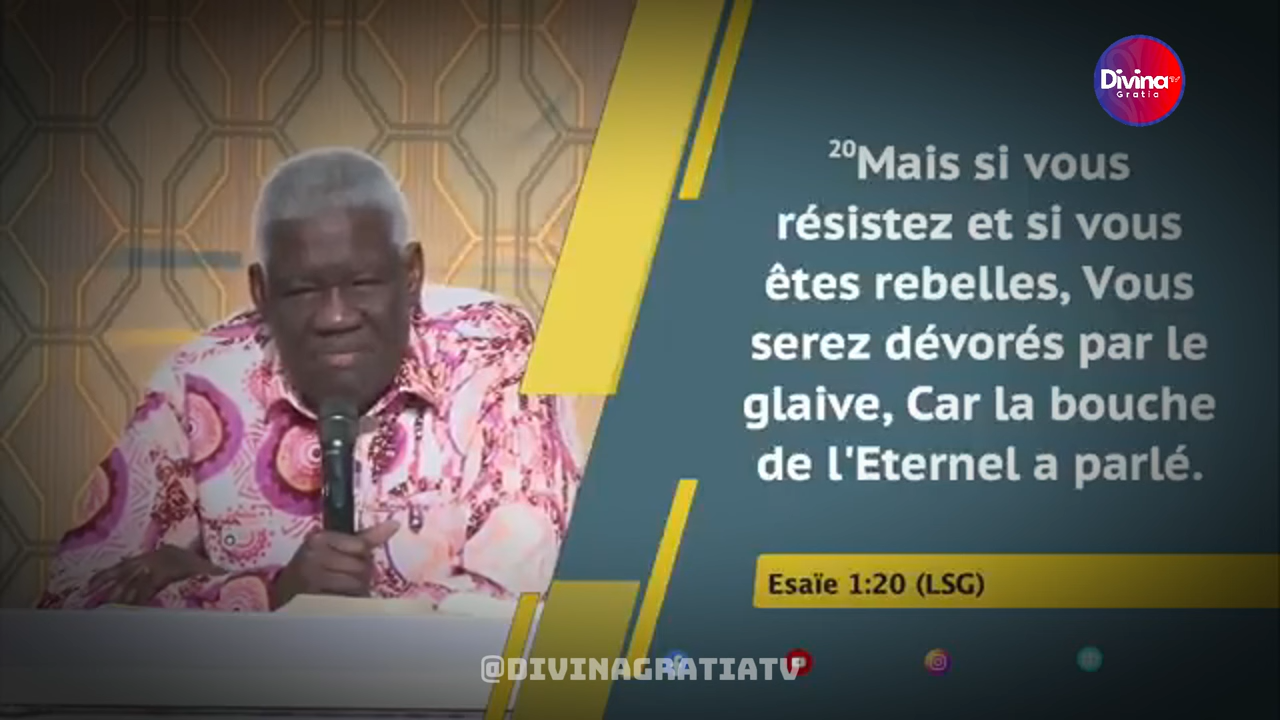 Divina TV
Gratia
20Mais si vous
résistez et si vous
êtes rebelles, Vous
serez dévorés par le
glaive, Car la bouche
de l'Eternel a parlé.
Esaïe 1:20 (LSG)
@DIVINAGRATIATV